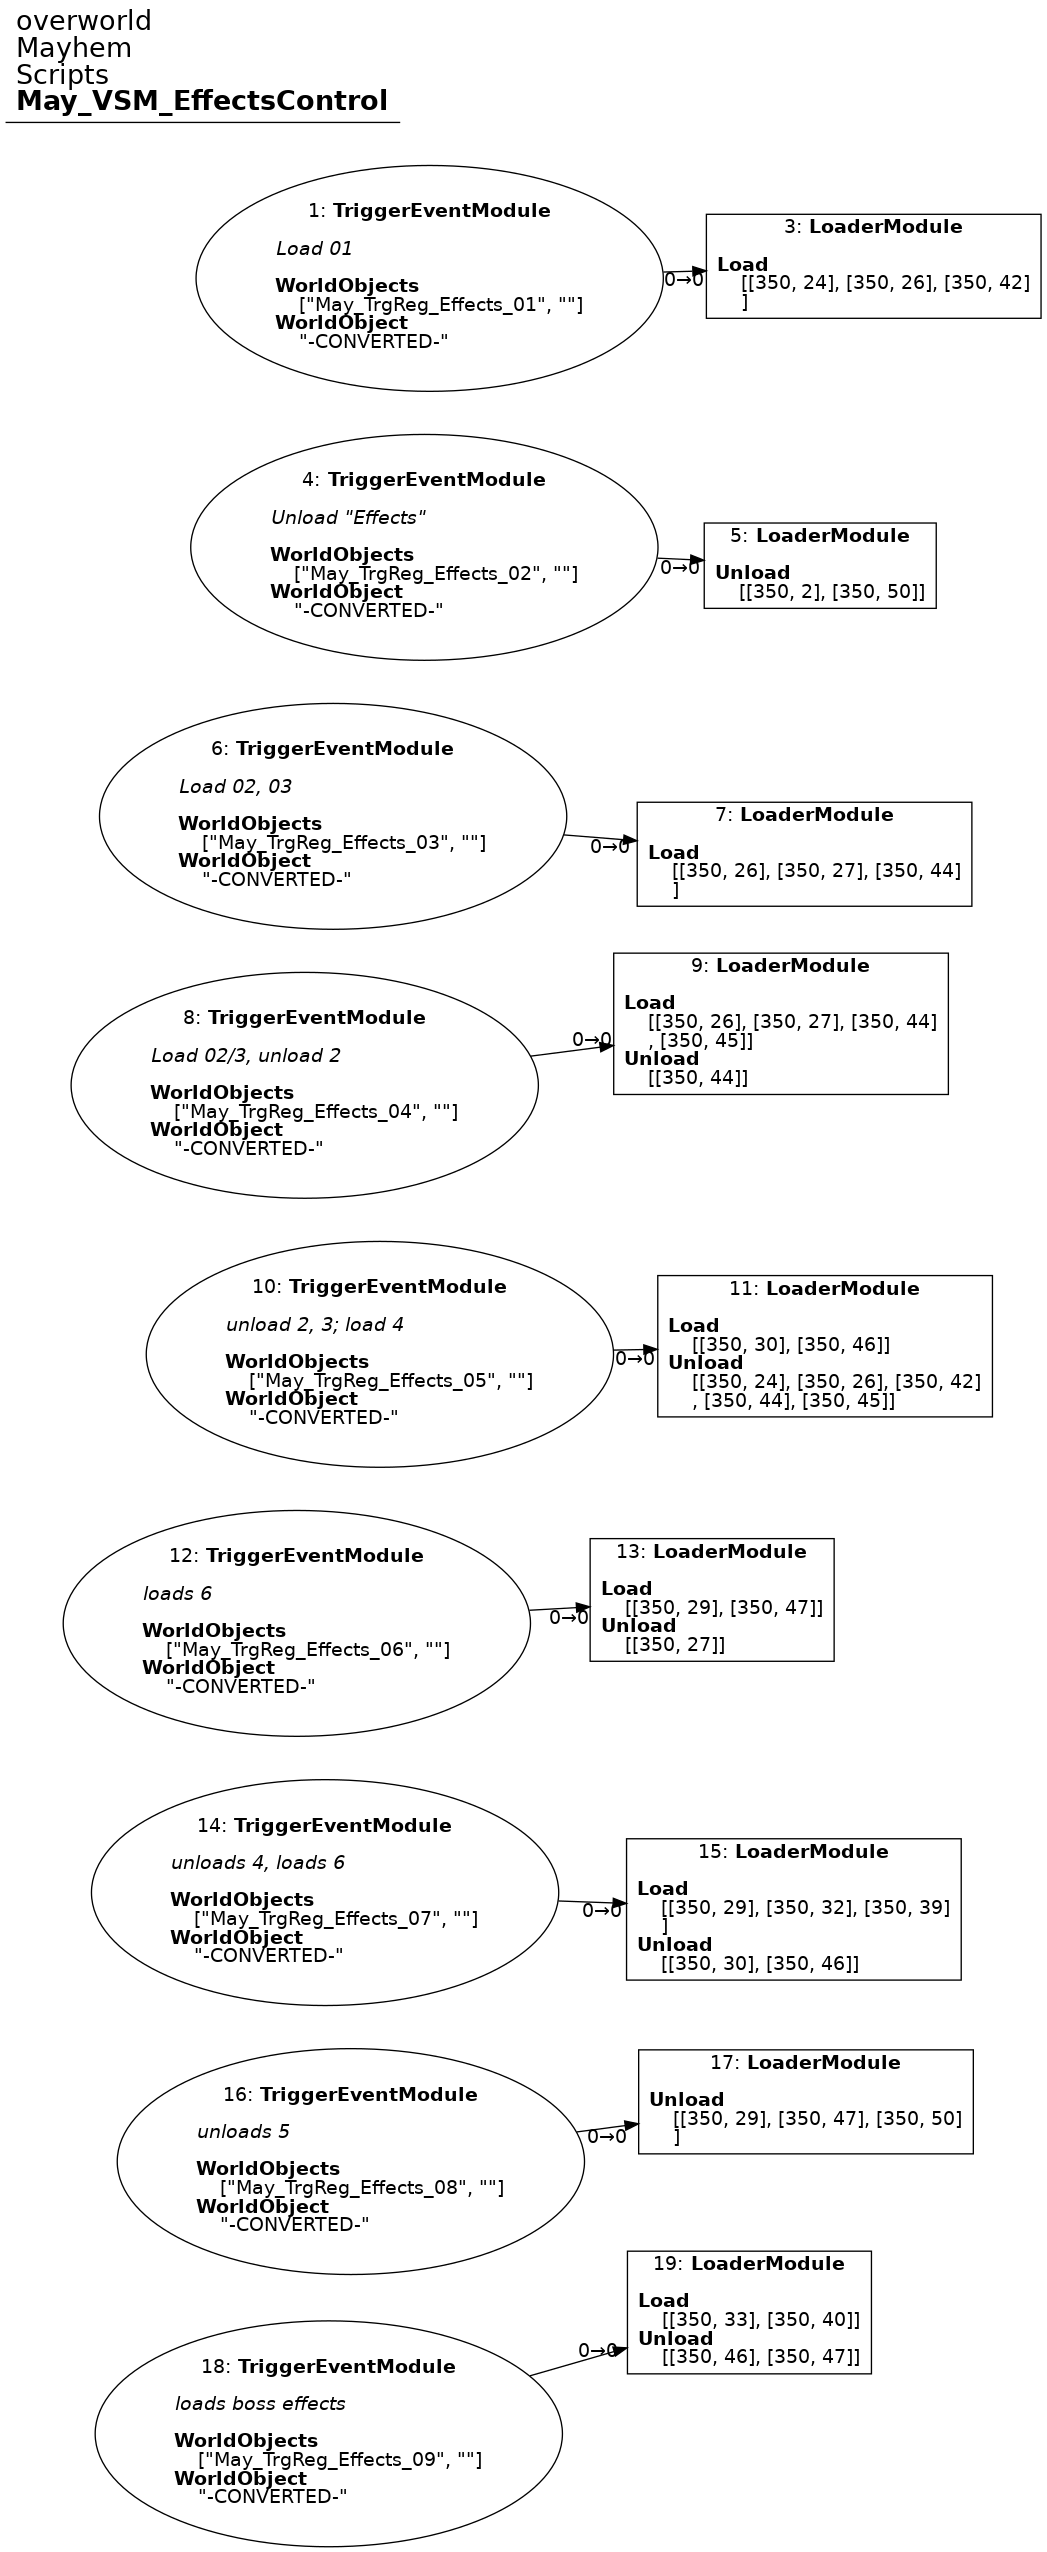 overworld
Mayhem
Scripts
May_VSM_EffectsControl
1: TriggerEventModule
Load 01
WorldObjects
["May_TrgReg_Effects_01", ""]
WorldObject
"-CONVERTED-"
0→0
3: LoaderModule
Load
[[350, 24], [350, 26], [350, 42]
]
4: TriggerEventModule
Unload "Effects"
WorldObjects
["May_TrgReg_Effects_02", ""]
WorldObject
"-CONVERTED-"
0→0
5: LoaderModule
Unload
[[350, 2], [350, 50]]
6: TriggerEventModule
Load 02, 03
WorldObjects
["May_TrgReg_Effects_03", ""]
WorldObject
"-CONVERTED-"
0→0
7: LoaderModule
Load
[[350, 26], [350, 27], [350, 44]
]
8: TriggerEventModule
Load 02/3, unload 2
WorldObjects
["May_TrgReg_Effects_04", ""]
WorldObject
"-CONVERTED-"
0→0
9: LoaderModule
Load
[[350, 26], [350, 27], [350, 44]
, [350, 45]]
Unload
[[350, 44]]
10: TriggerEventModule
unload 2, 3; load 4
WorldObjects
["May_TrgReg_Effects_05", ""]
WorldObject
"-CONVERTED-"
0→0
11: LoaderModule
Load
[[350, 30], [350, 46]]
Unload
[[350, 24], [350, 26], [350, 42]
, [350, 44], [350, 45]]
12: TriggerEventModule
loads 6
WorldObjects
["May_TrgReg_Effects_06", ""]
WorldObject
"-CONVERTED-"
0→0
13: LoaderModule
Load
[[350, 29], [350, 47]]
Unload
[[350, 27]]
14: TriggerEventModule
unloads 4, loads 6
WorldObjects
["May_TrgReg_Effects_07", ""]
WorldObject
"-CONVERTED-"
0→0
15: LoaderModule
Load
[[350, 29], [350, 32], [350, 39]
]
Unload
[[350, 30], [350, 46]]
16: TriggerEventModule
unloads 5
WorldObjects
["May_TrgReg_Effects_08", ""]
WorldObject
"-CONVERTED-"
0→0
17: LoaderModule
Unload
[[350, 29], [350, 47], [350, 50]
]
18: TriggerEventModule
loads boss effects
WorldObjects
["May_TrgReg_Effects_09", ""]
WorldObject
"-CONVERTED-"
0→0
19: LoaderModule
Load
[[350, 33], [350, 40]]
Unload
[[350, 46], [350, 47]]